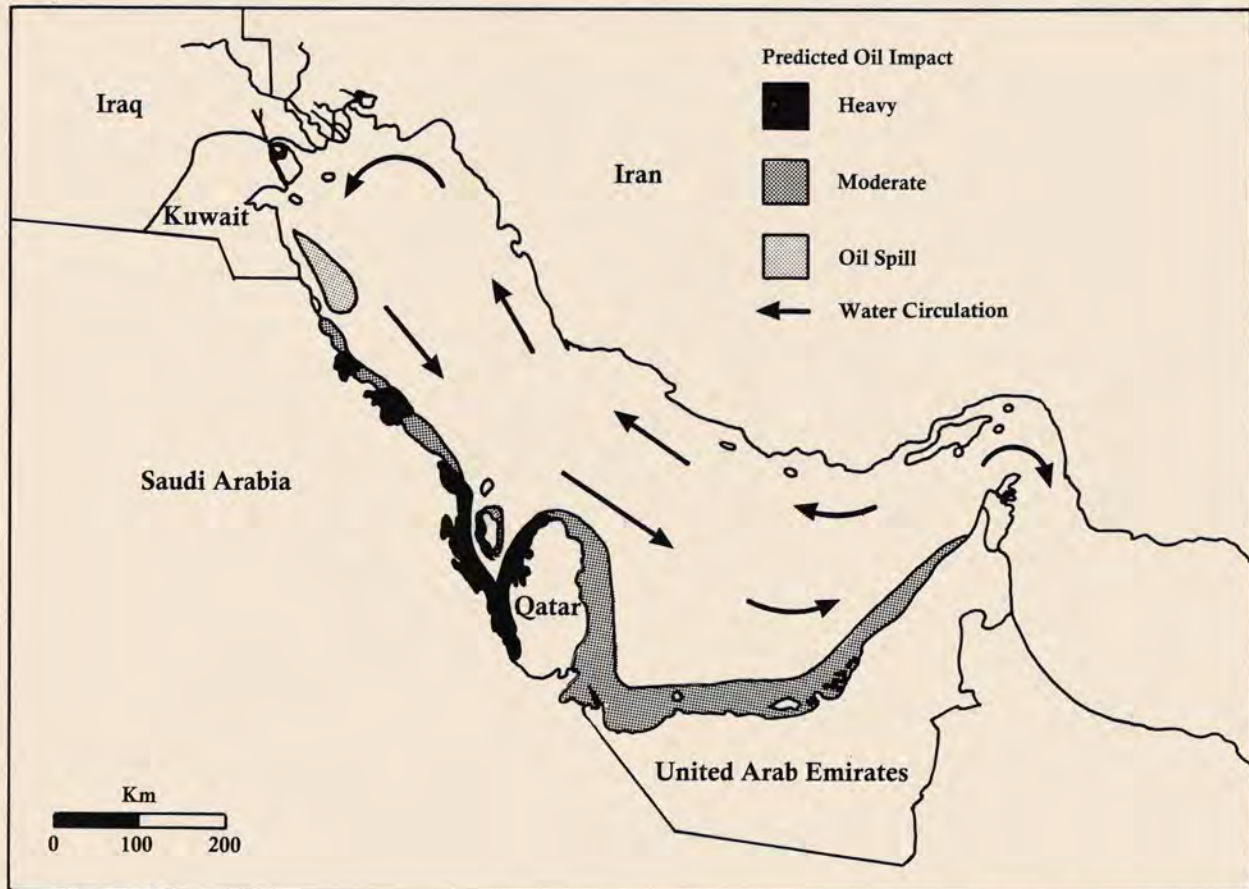 Predicted Oil Impact
Heavy
Moderate
Oil Spill
Water Circulation
Iraq
Iran
Kuwait
Saudi Arabia
Qatar
United Arab Emirates
Km
0 100 200